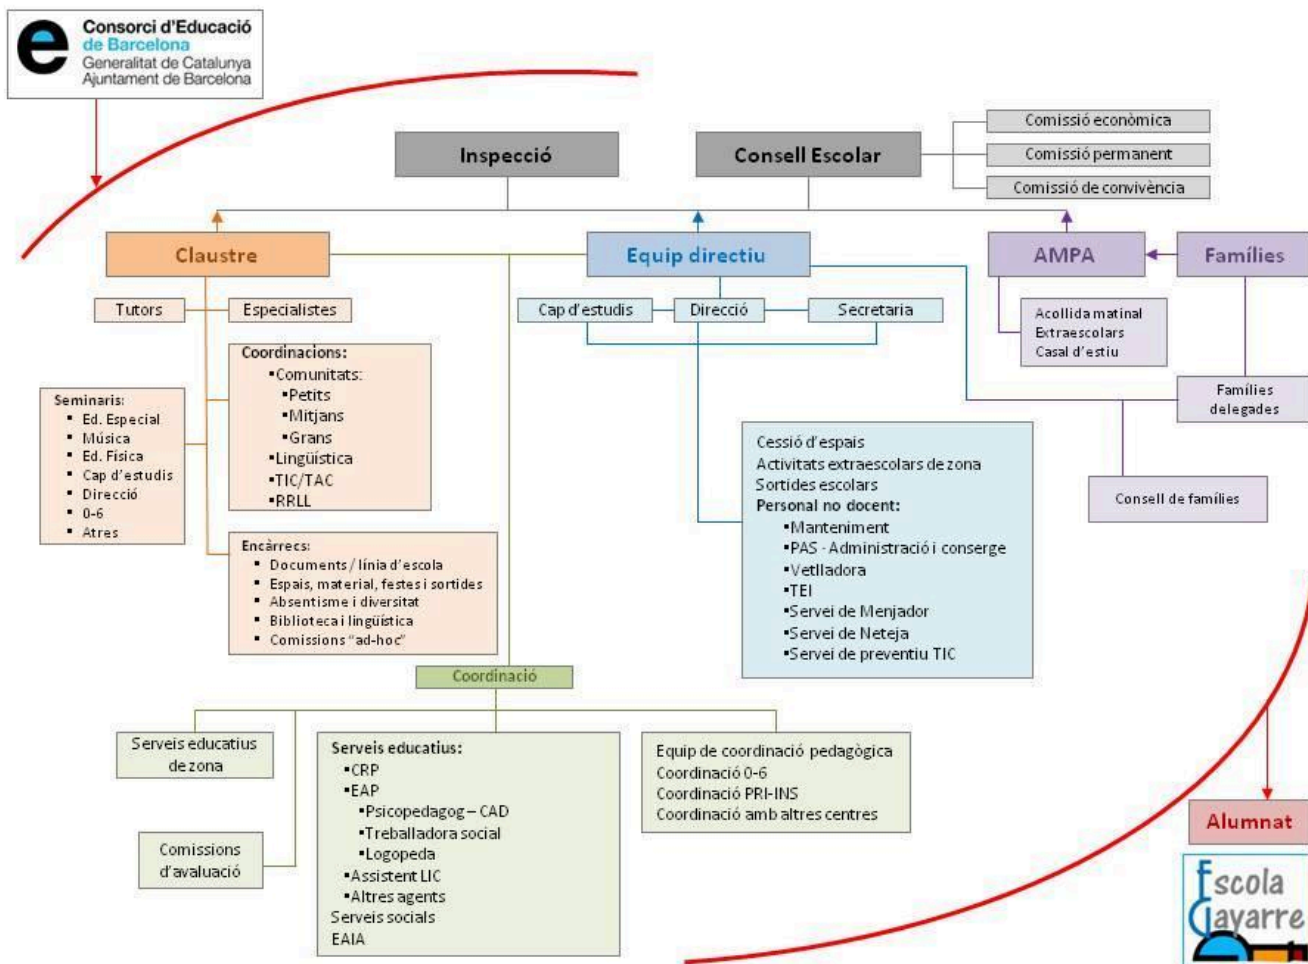 Consorci d'Educació
de Barcelona
Generalitat de Catalunya
Ajuntament de Barcelona
Inspecció
Consell Escolar
Comissió econòmica
Comissió permanent
Comissió de convivència
Claustre
Equip directiu
AMPA
Famílies
Tutors
Especialistes
Cap d'estudis
Direcció
Secretaria
Acollida matinal
Extraescolars
Casal d'estiu
Famílies
delegades
Consell de famílies
Coordinacions:
▪Comunitats:
▪Petits
▪Mitjans
▪Grans
▪Lingüística
▪TIC/TAC
▪RRLL
Seminaris:
▪ Ed. Especial
▪ Música
▪ Ed. Física
▪ Cap d'estudis
▪ Direcció
▪ 0-6
▪ Atres
Encàrrecs:
▪ Documents / línia d'escola
▪ Espais, material, festes i sortides
▪ Absentisme i diversitat
▪ Biblioteca i lingüística
▪ Comissions "ad-hoc"
Cessió d'espais
Activitats extraescolars de zona
Sortides escolars
Personal no docent:
▪Manteniment
▪PAS - Administració i conserge
▪Vetlladora
▪TEI
▪Servei de Menjador
▪Servei de Neteja
▪Servei de preventiu TIC
Coordinació
Serveis educatius
de zona
Comissions
d'avaluació
Serveis educatius:
▪CRP
▪EAP
▪Psicopedagog – CAD
▪Treballadora social
▪Logopeda
▪Assistent LIC
▪Altres agents
Serveis socials
EAIA
Equip de coordinació pedagògica
Coordinació 0-6
Coordinació PRI-INS
Coordinació amb altres centres
Alumnat
Escola
Gayarre